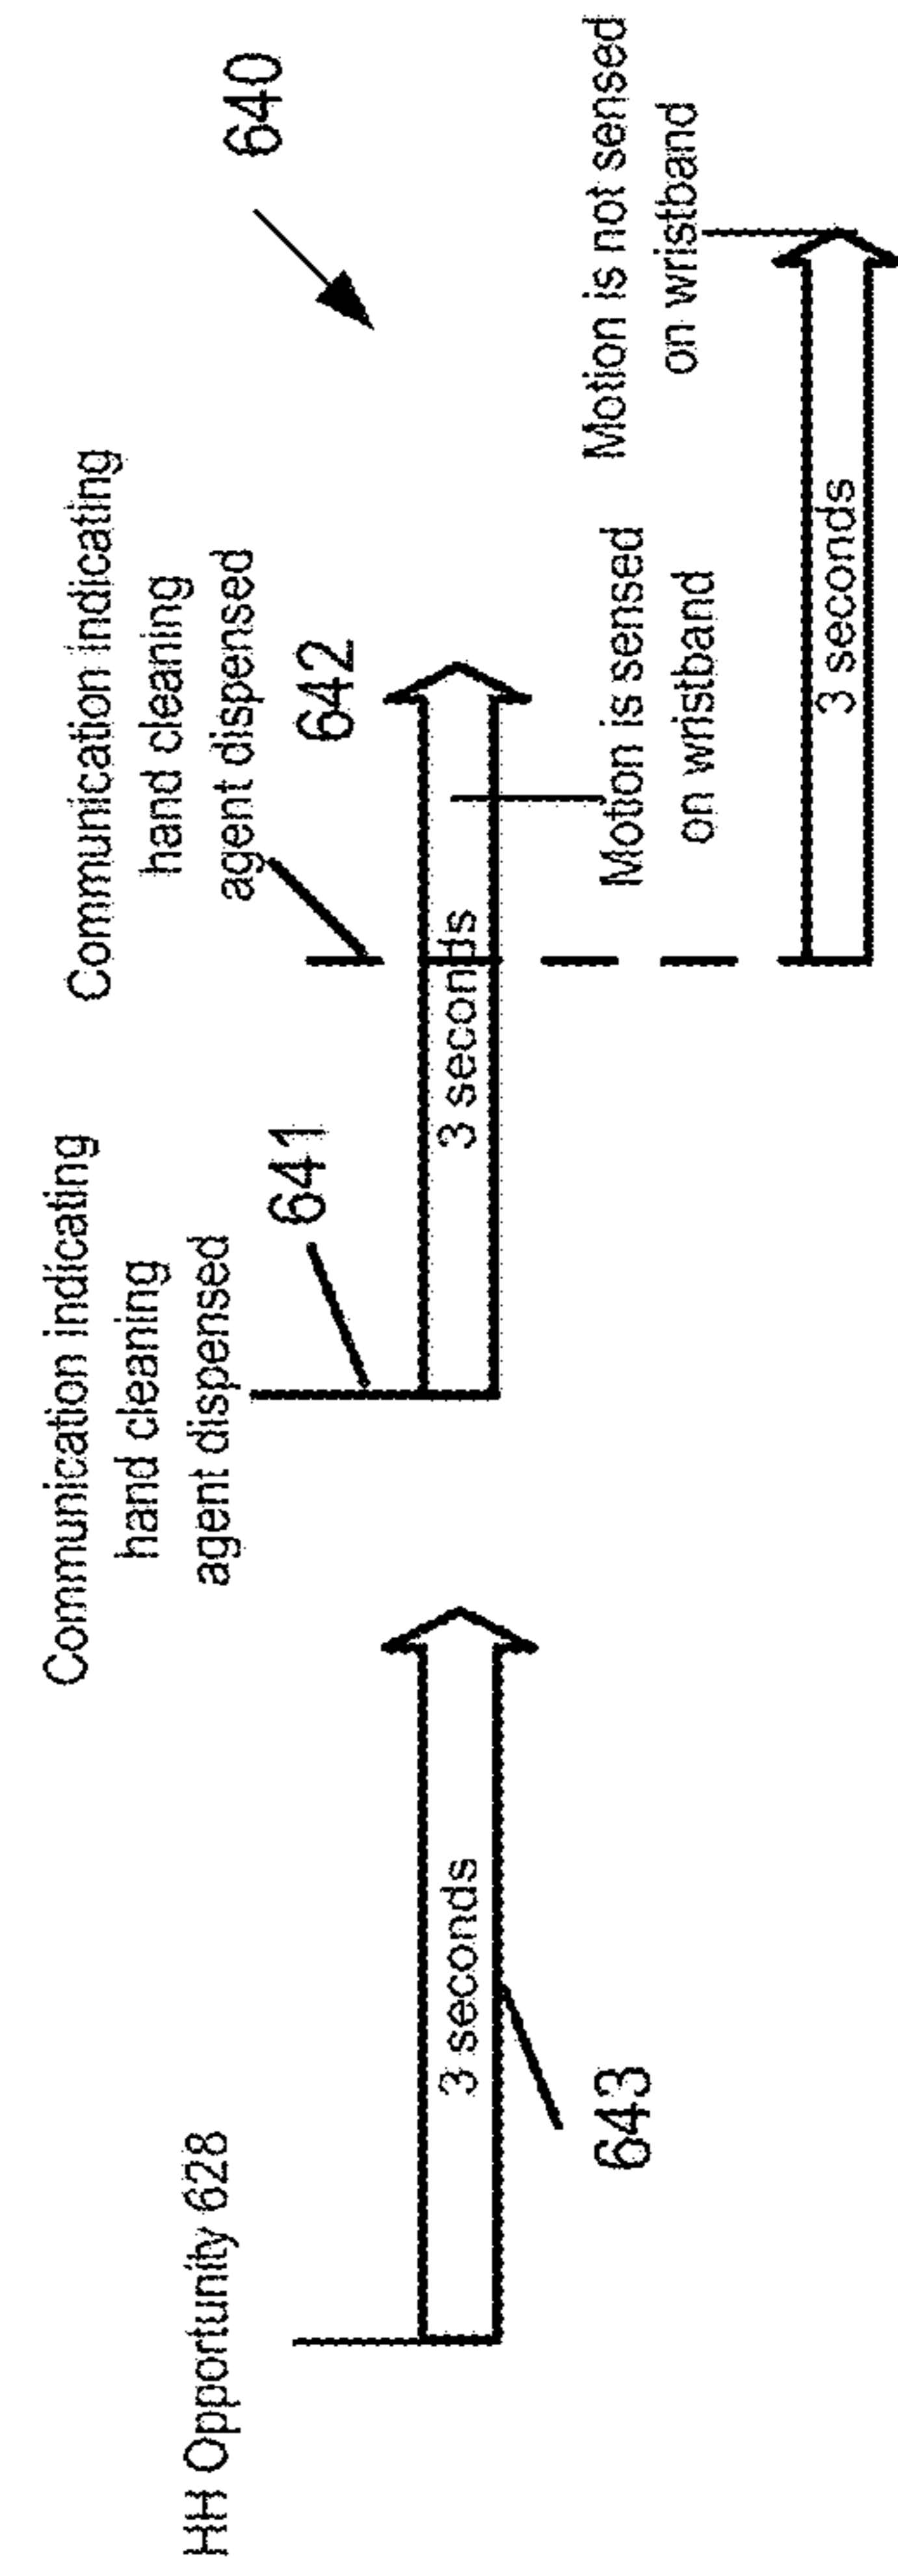 640
Communication indicating
hand cleaning
agent dispensed
642
Communication indicating
hand cleaning
agent dispensed
641
HH Opportunity 628
3 seconds
643
3 seconds
Motion is sensed
on wristband
Motion is not sensed
on wristband
3 seconds